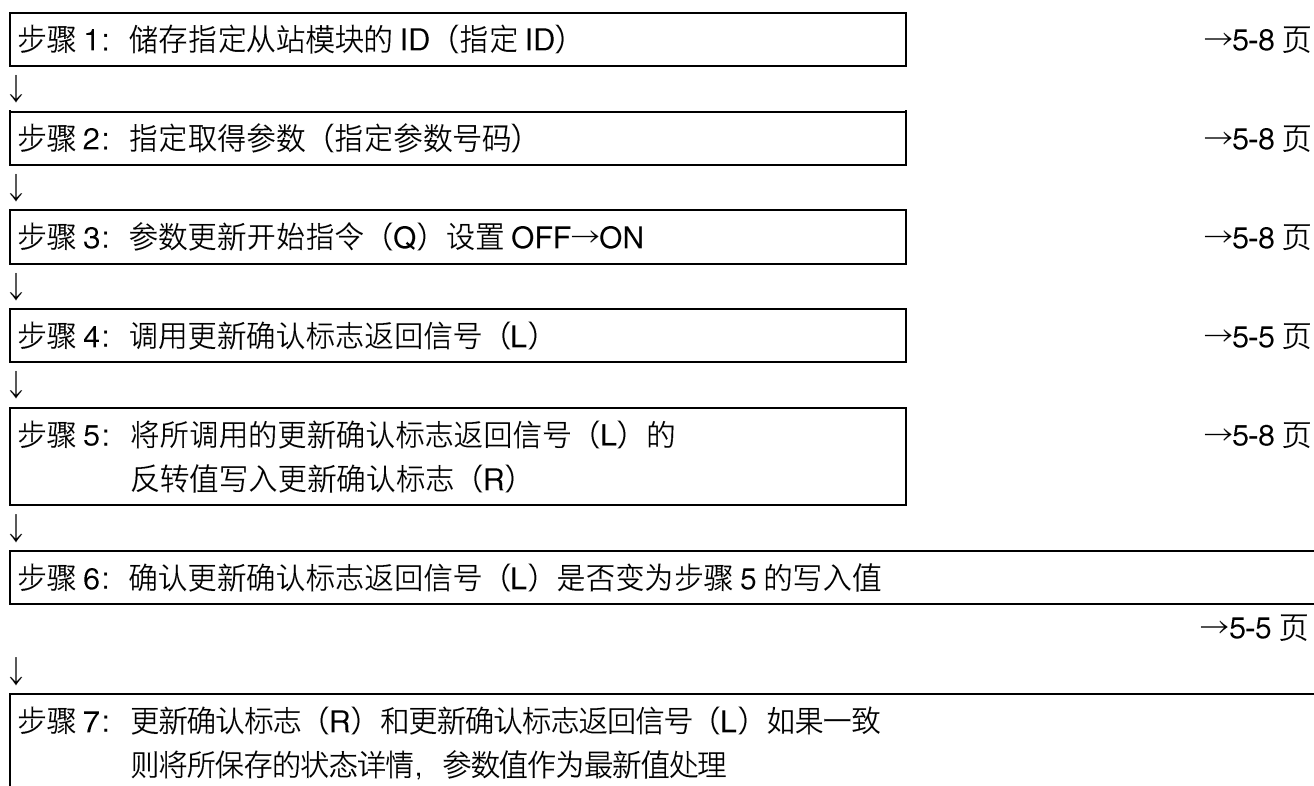 步骤 1：储存指定从站模块的 ID（指定 ID） →5-8 页
↓
步骤 2：指定取得参数（指定参数号码） →5-8 页
↓
步骤 3：参数更新开始指令（Q）设置 OFF→ON →5-8 页
↓
步骤 4：调用更新确认标志返回信号（L） →5-5 页
↓
步骤 5：将所调用的更新确认标志返回信号（L）的 →5-8 页
反转值写入更新确认标志（R）
↓
步骤 6：确认更新确认标志返回信号（L）是否变为步骤 5 的写入值
→5-5 页
↓
步骤 7：更新确认标志（R）和更新确认标志返回信号（L）如果一致
则将所保存的状态详情，参数值作为最新值处理